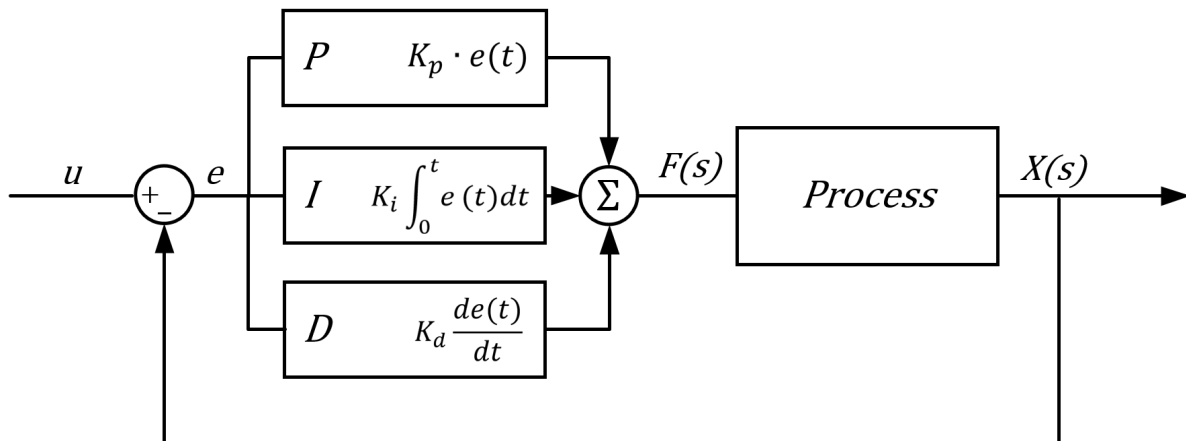 P K_p · e(t)
u
+
−
e
I K_i ∫_0^t e (t)dt
Σ
F(s)
Process
X(s)
D K_d de(t)/dt